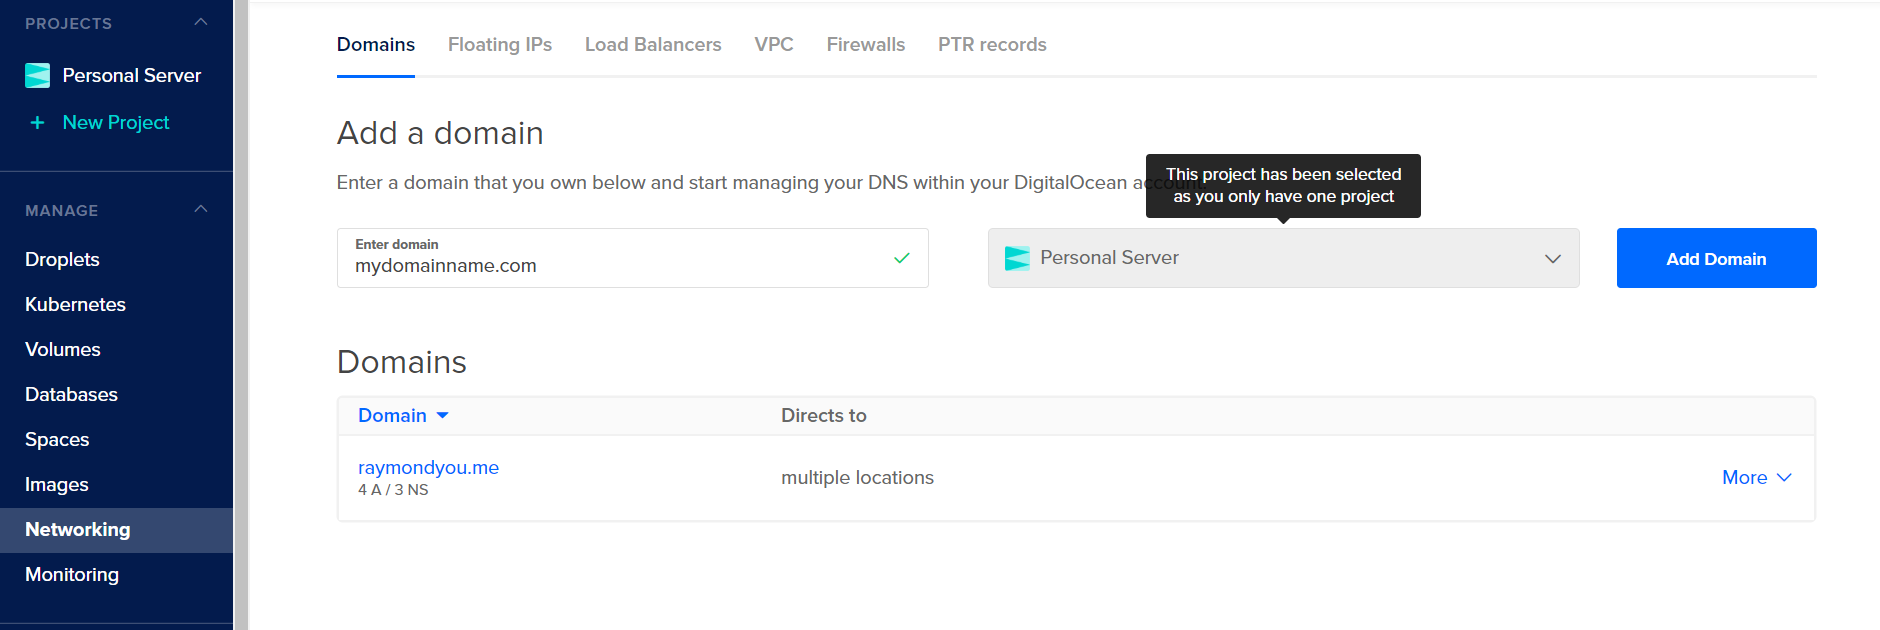 PROJECTS
Personal Server
+ New Project
MANAGE
Droplets
Kubernetes
Volumes
Databases
Spaces
Images
Networking
Monitoring
Domains Floating IPs Load Balancers VPC Firewalls PTR records
Add a domain
Enter a domain that you own below and start managing your DNS within your DigitalOcean account.
This project has been selected
as you only have one project
Enter domain
mydomainname.com
Personal Server
Add Domain
Domains
Domain Directs to
raymondyou.me
4 A / 3 NS
multiple locations
More